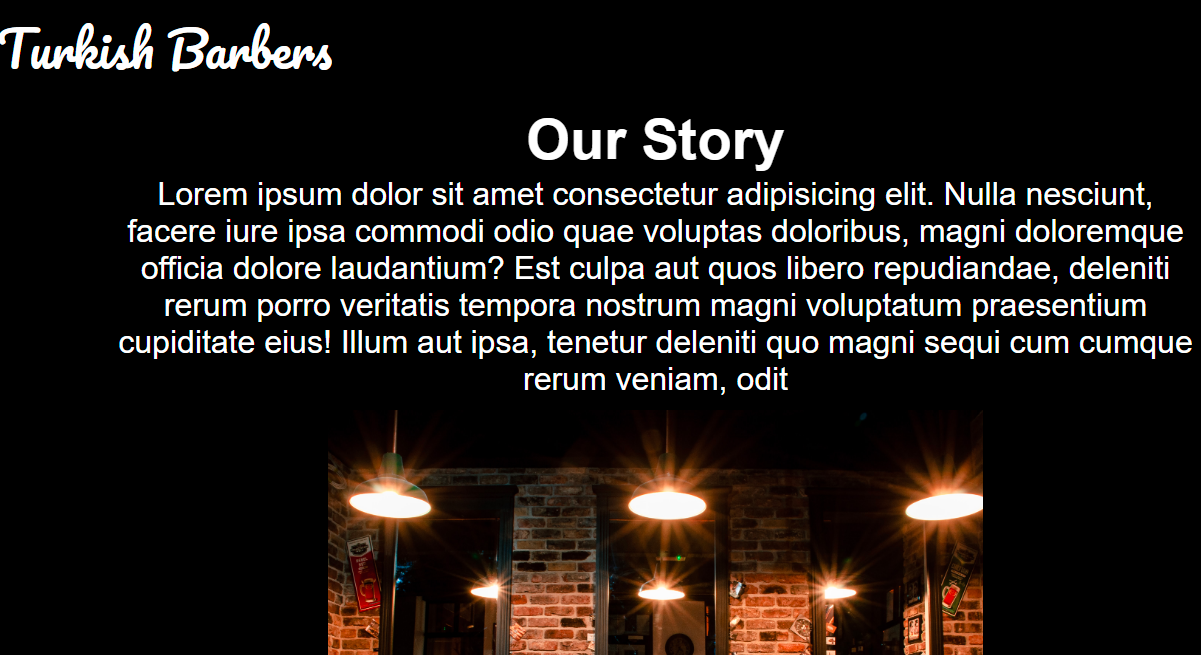 Turkish Barbers
Our Story
Lorem ipsum dolor sit amet consectetur adipisicing elit. Nulla nesciunt,
facere iure ipsa commodi odio quae voluptas doloribus, magni doloremque
officia dolore laudantium? Est culpa aut quos libero repudiandae, deleniti
rerum porro veritatis tempora nostrum magni voluptatum praesentium
cupiditate eius! Illum aut ipsa, tenetur deleniti quo magni sequi cum cumque
rerum veniam, odit